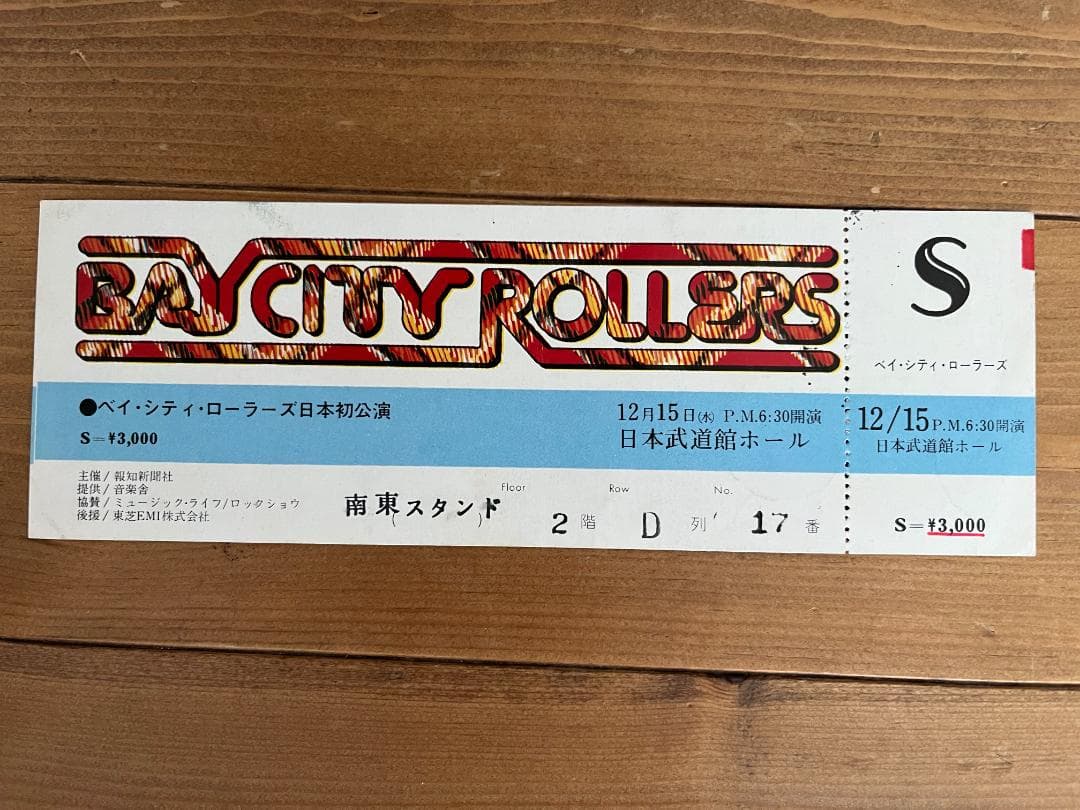 BAY CITY ROLLERS
●ベイ・シティ・ローラーズ日本初公演
S=¥3,000
12月15日(水) P.M.6:30開演
日本武道館ホール
主催/報知新聞社
提供/音楽舎
協賛/ミュージック・ライフ/ロックショウ
後援/東芝EMI株式会社
南東スタンド
Floor Row No.
2階 D列 17番
S
ベイ・シティ・ローラーズ
12/15 P.M.6:30開演
日本武道館ホール
S=¥3,000